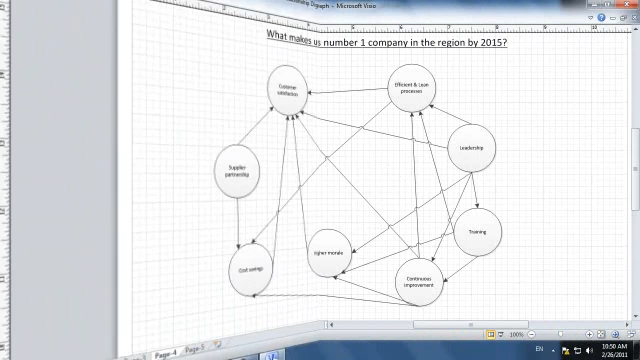 Digraph - Microsoft Visio
What makes us number 1 company in the region by 2015?
Customer
satisfaction
Efficient & Lean
processes
Leadership
Supplier
partnership
Training
Higher morale
Cost savings
Continuous
improvement
Page-4
Page-5
100%
EN
10:50 AM
2/26/2011